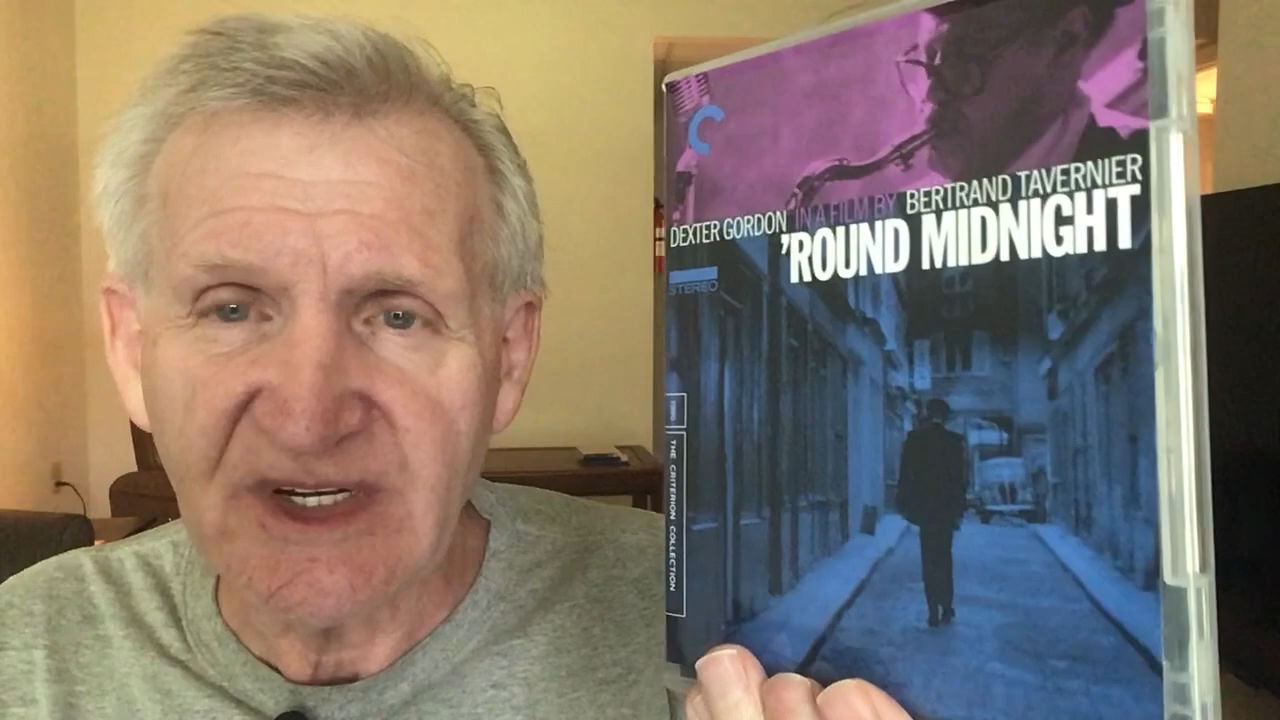 DEXTER GORDON IN A FILM BY BERTRAND TAVERNIER
'ROUND MIDNIGHT
STEREO
THE CRITERION COLLECTION